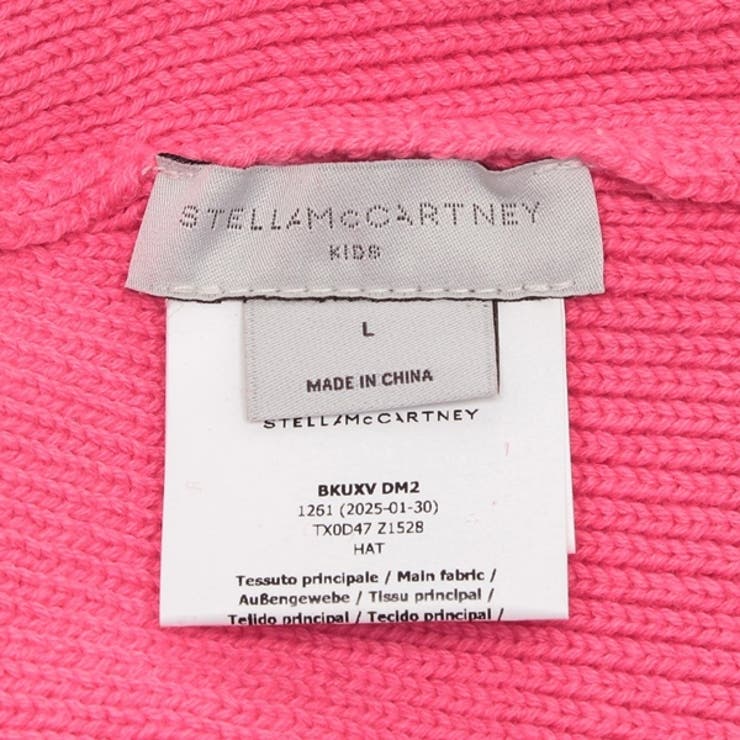 STELLAMcCARTNEY
KIDS
L
MADE IN CHINA
STELLAMcCARTNEY
BKUXV DM2
1261 (2025-01-30)
TX0D47 Z1528
HAT
Tessuto principale / Main fabric /
Außengewebe / Tissu principal /
Tejido principal / Tecido principal /